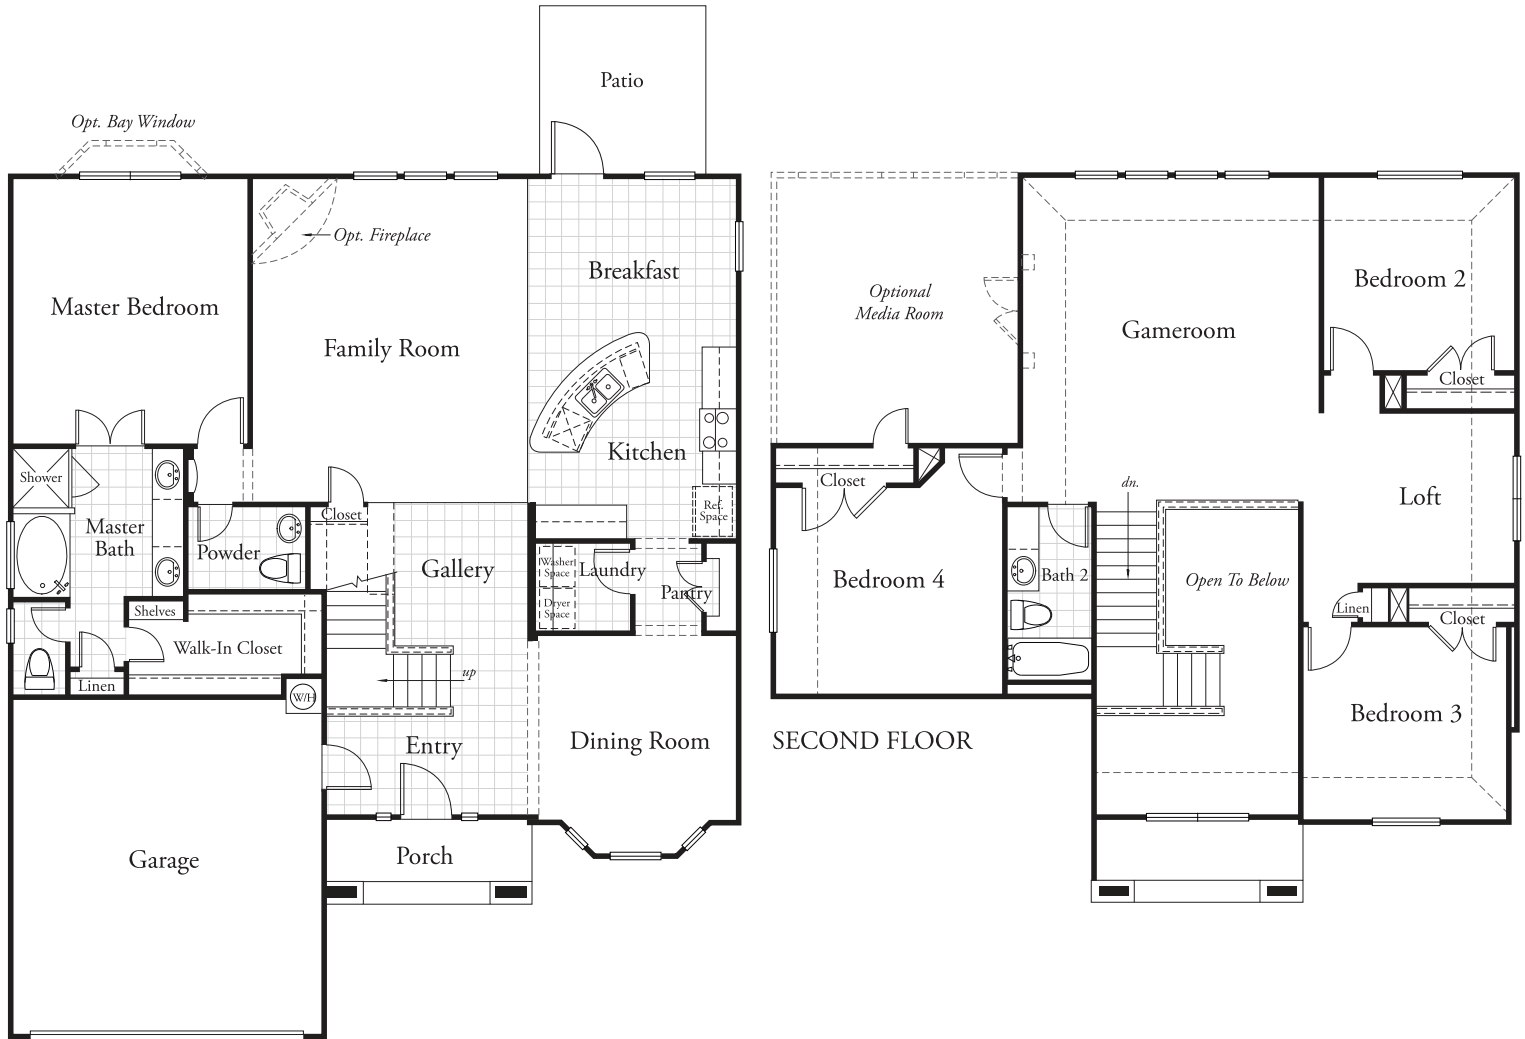 Patio
Opt. Bay Window
Opt. Fireplace
Breakfast
Master Bedroom
Family Room
Kitchen
Shower
Ref.
Space
Closet
Master
Bath
Powder
Gallery
Washer
Space
Laundry
Pantry
Dryer
Space
Shelves
Walk-In Closet
up
Linen
W/H
Entry
Dining Room
Garage
Porch
Optional
Media Room
Gameroom
Bedroom 2
Closet
Closet
dn.
Loft
Bedroom 4
Bath 2
Open To Below
Linen
Closet
Bedroom 3
SECOND FLOOR